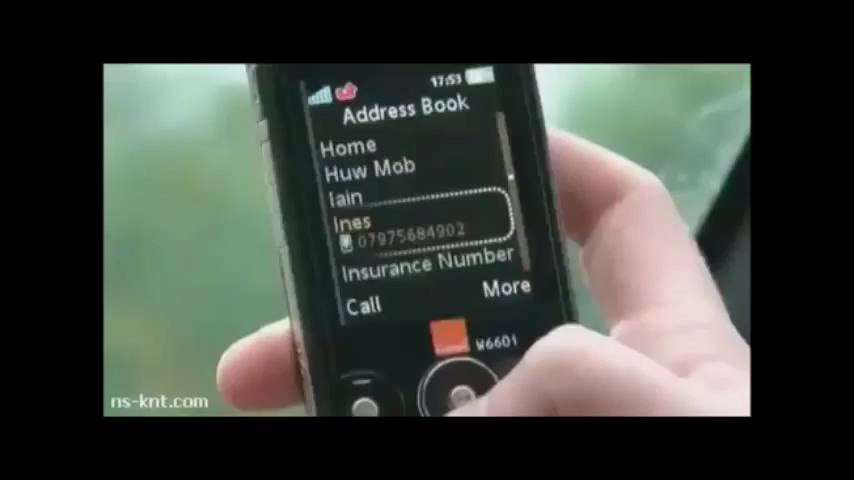 17:53
Address Book
Home
Huw Mob
Iain
Ines
07975684902
Insurance Number
Call
More
W660i
ns-knt.com